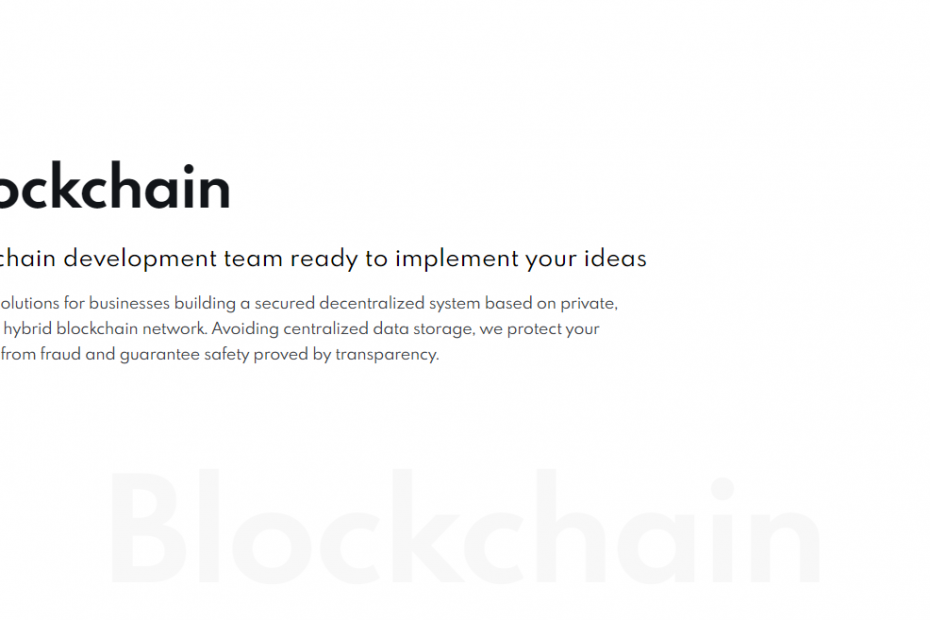 ockchain
chain development team ready to implement your ideas
olutions for businesses building a secured decentralized system based on private,
hybrid blockchain network. Avoiding centralized data storage, we protect your
from fraud and guarantee safety proved by transparency.
Blockchain